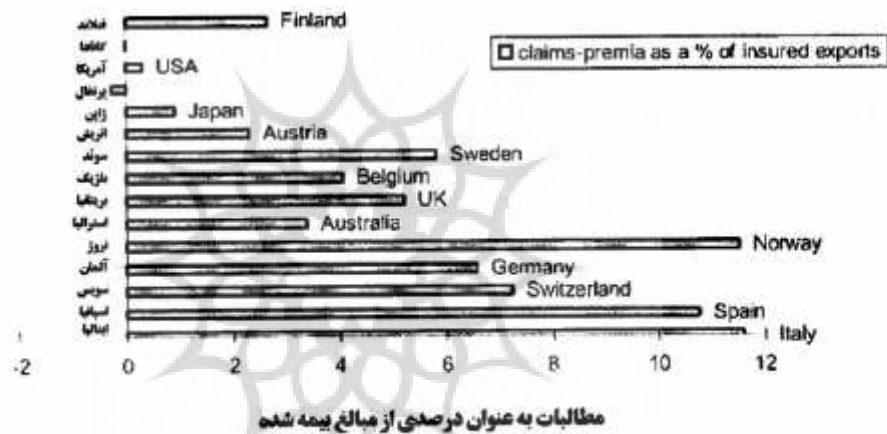 فنلاند Finland
کانادا
claims-premia as a % of insured exports
آمریکا USA
پرتغال
ژاپن Japan
اتریش Austria
سوئد Sweden
بلژیک Belgium
بریتانیا UK
استرالیا Australia
نروژ Norway
آلمان Germany
سویس Switzerland
اسپانیا Spain
ایتالیا Italy
-2 0 2 4 6 8 10 12
مطالبات به عنوان درصدی از مبالغ بیمه شده